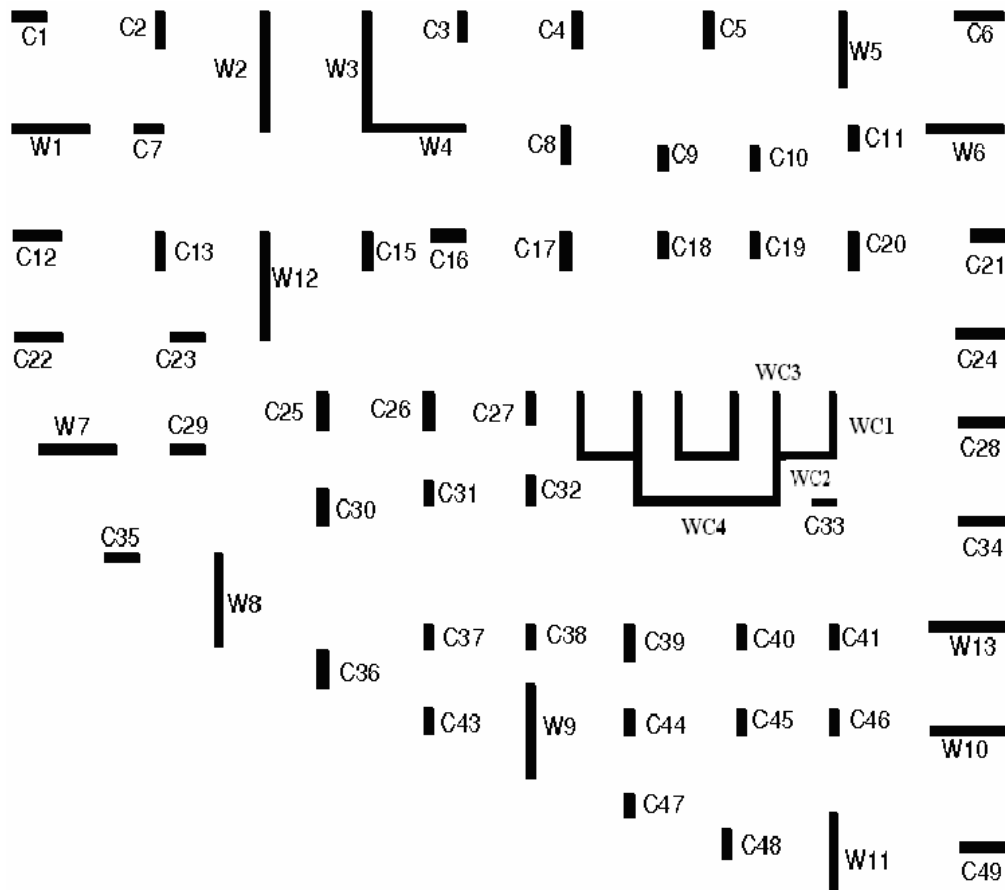 C1 C2 W2 W3 C3 C4 C5 W5 C6
W1 C7 W4 C8 C9 C10 C11 W6
C12 C13 W12 C15 C16 C17 C18 C19 C20 C21
C22 C23 C24
WC3
W7 C29 C25 C26 C27 WC1 C28
WC2
C30 C31 C32 WC4 C33 C34
C35
W8 C36 C37 C38 C39 C40 C41 W13
C43 W9 C44 C45 C46 W10
C47
C48 W11 C49